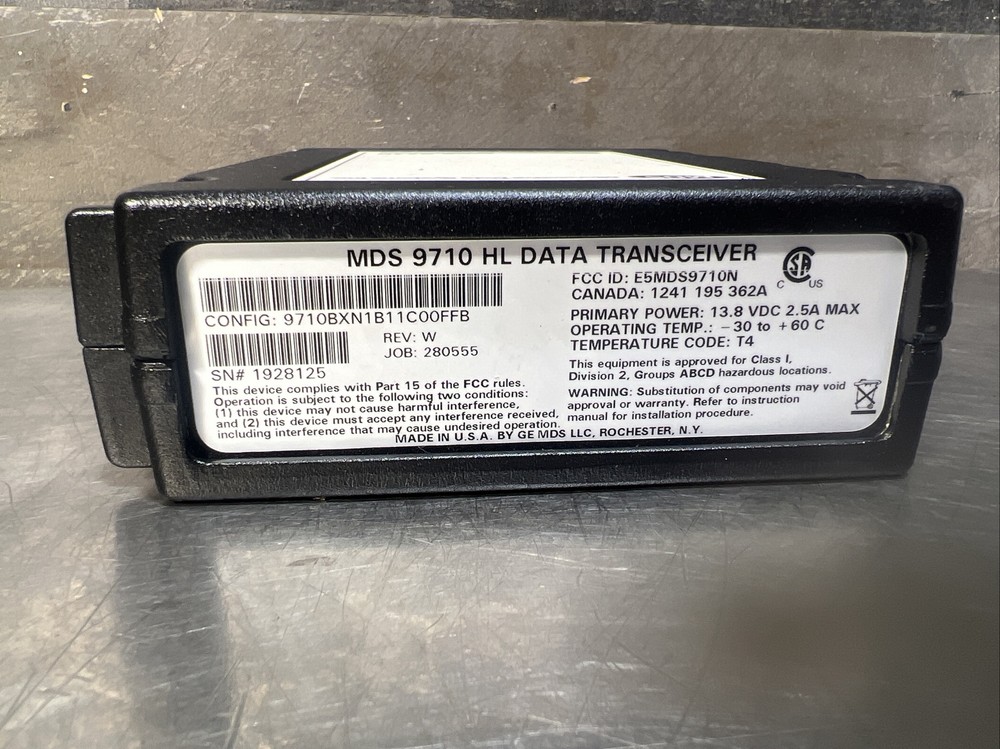 MDS 9710 HL DATA TRANSCEIVER
CONFIG: 9710BXN1B11C00FFB
REV: W
JOB: 280555
SN# 1928125
This device complies with Part 15 of the FCC rules.
Operation is subject to the following two conditions:
(1) this device may not cause harmful interference,
and (2) this device must accept any interference received,
including interference that may cause undesired operation.
FCC ID: E5MDS9710N
CANADA: 1241 195 362A
SA
C US
PRIMARY POWER: 13.8 VDC 2.5A MAX
OPERATING TEMP.: -30 to +60 C
TEMPERATURE CODE: T4
This equipment is approved for Class I,
Division 2, Groups ABCD hazardous locations.
WARNING: Substitution of components may void
approval or warranty. Refer to instruction
manual for installation procedure.
MADE IN U.S.A. BY GE MDS LLC, ROCHESTER, N.Y.